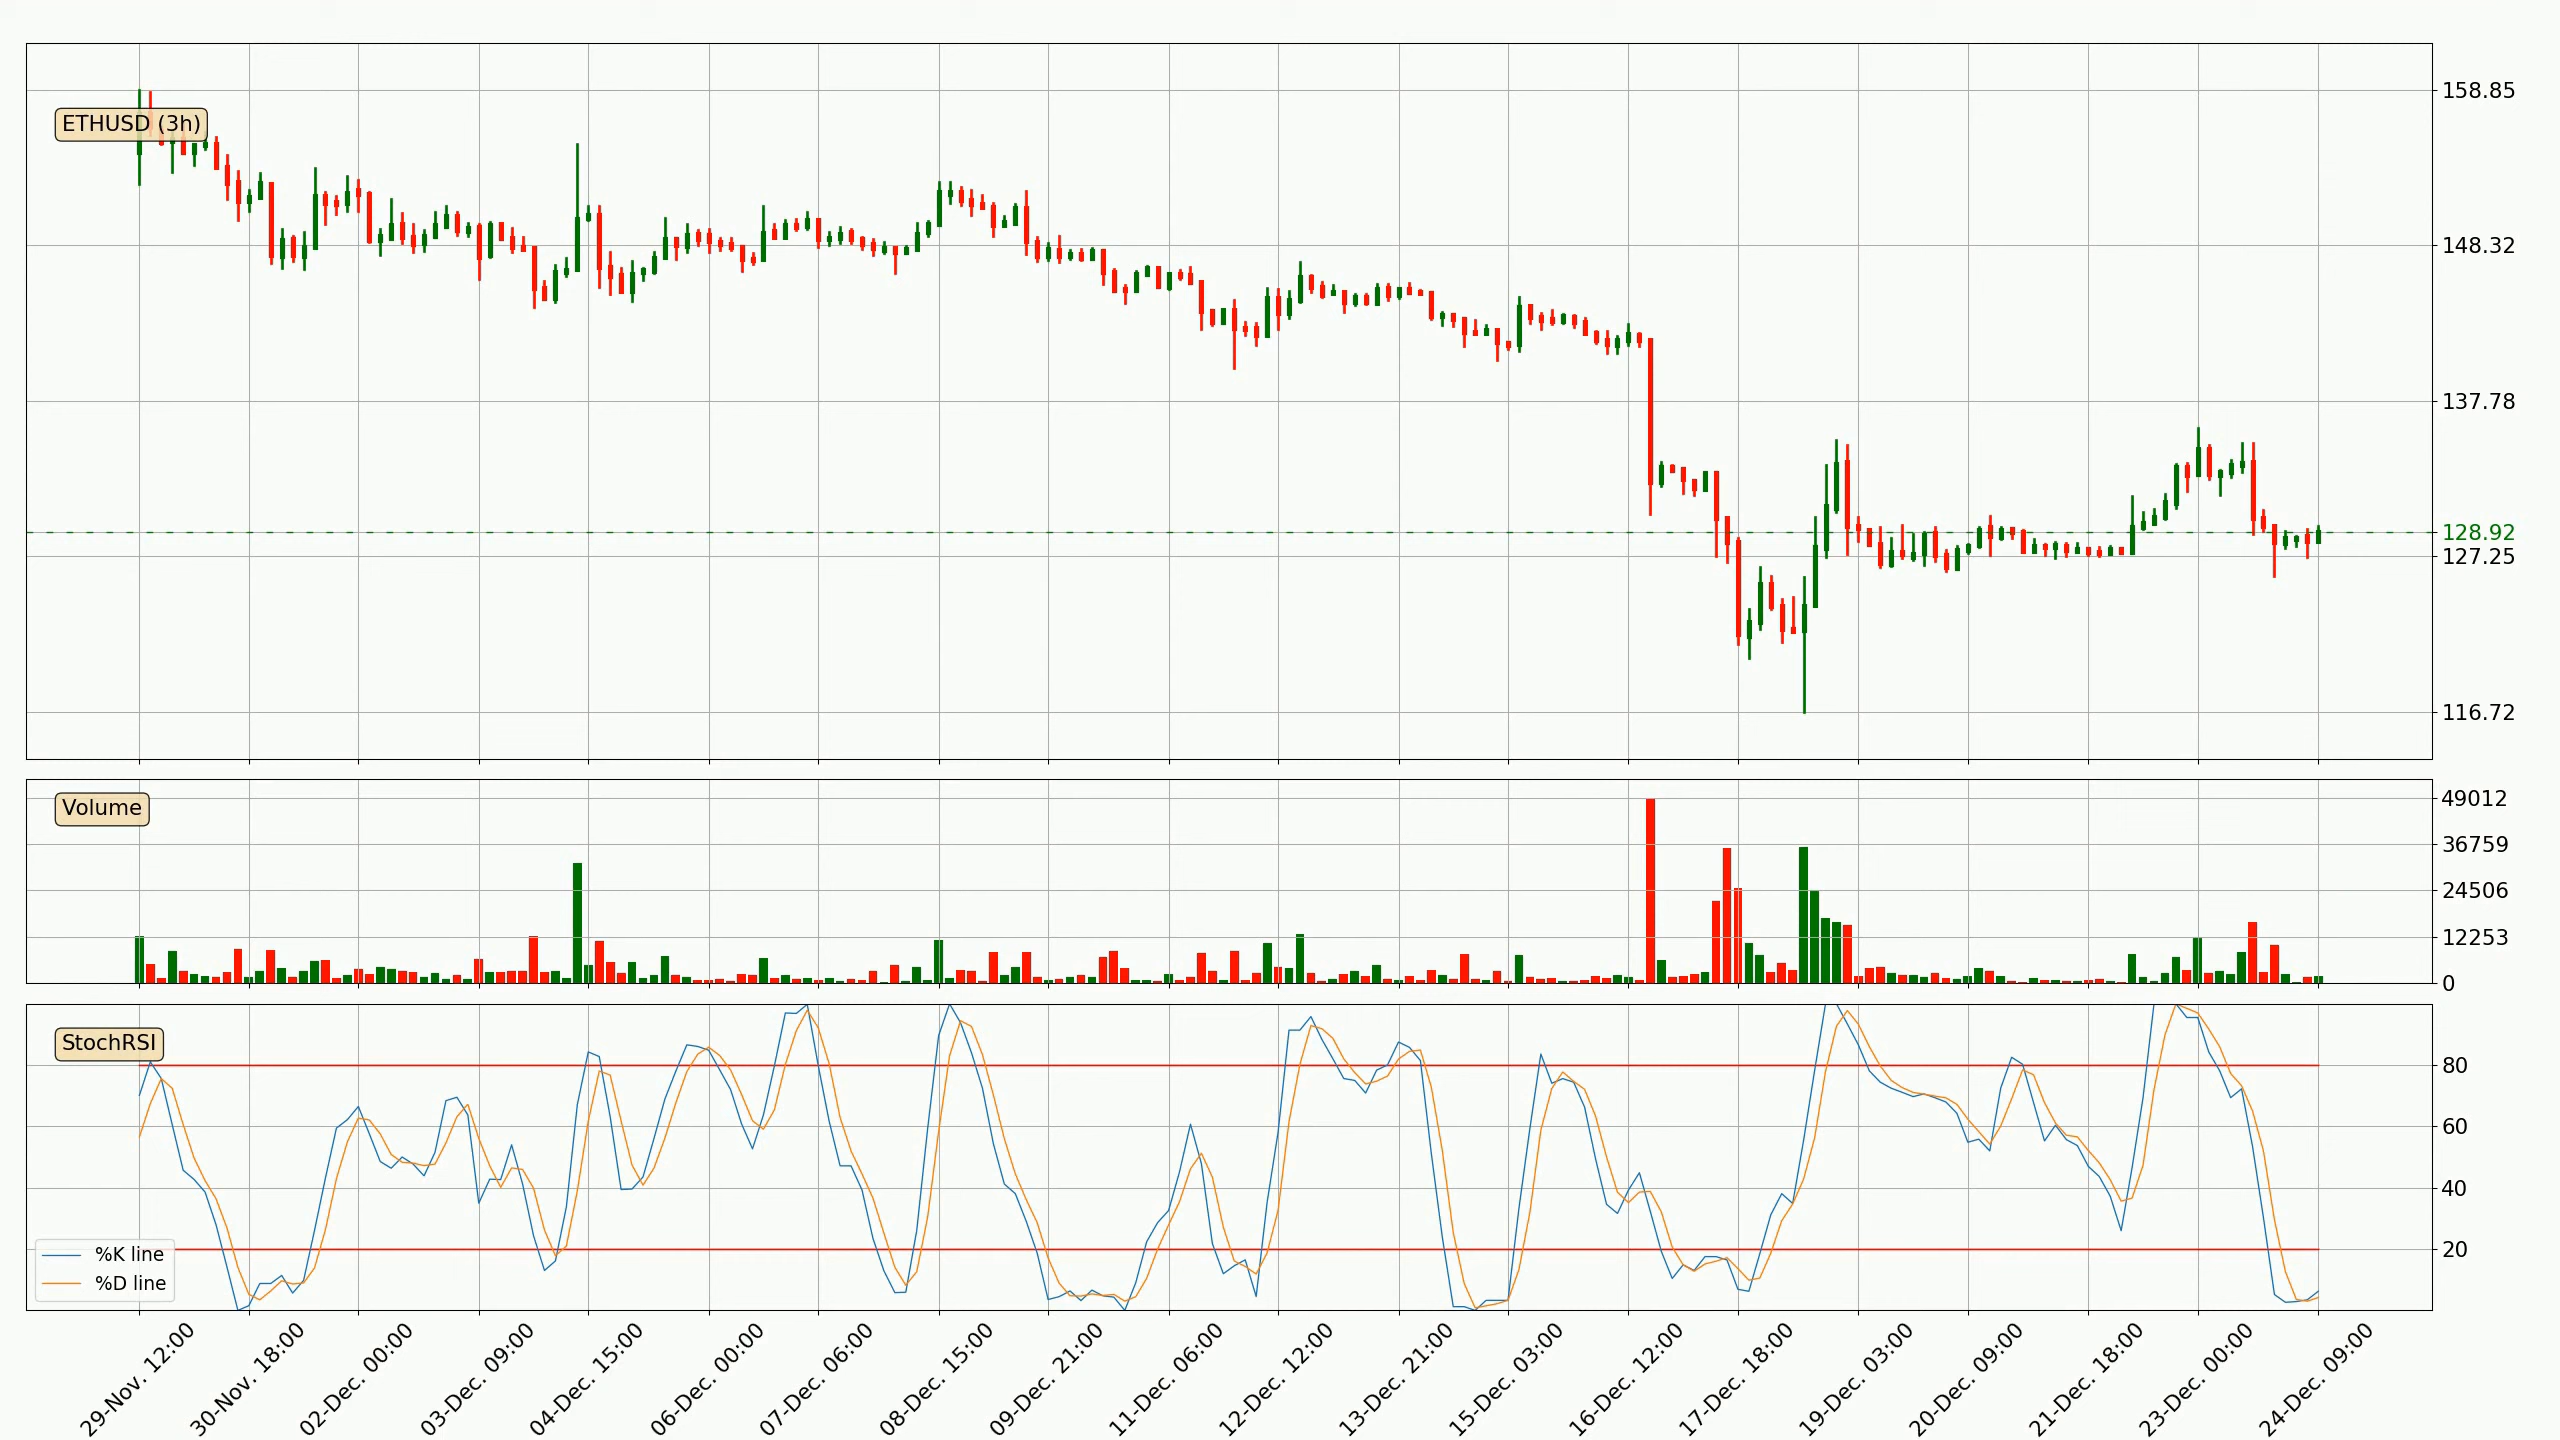 ETHUSD (3h)
158.85
148.32
137.78
128.92
127.25
116.72
Volume
49012
36759
24506
12253
0
StochRSI
80
60
40
20
%K line
%D line
29-Nov. 12:00
30-Nov. 18:00
02-Dec. 00:00
03-Dec. 09:00
04-Dec. 15:00
06-Dec. 00:00
07-Dec. 06:00
08-Dec. 15:00
09-Dec. 21:00
11-Dec. 06:00
12-Dec. 12:00
13-Dec. 21:00
15-Dec. 03:00
16-Dec. 12:00
17-Dec. 18:00
19-Dec. 03:00
20-Dec. 09:00
21-Dec. 18:00
23-Dec. 00:00
24-Dec. 09:00